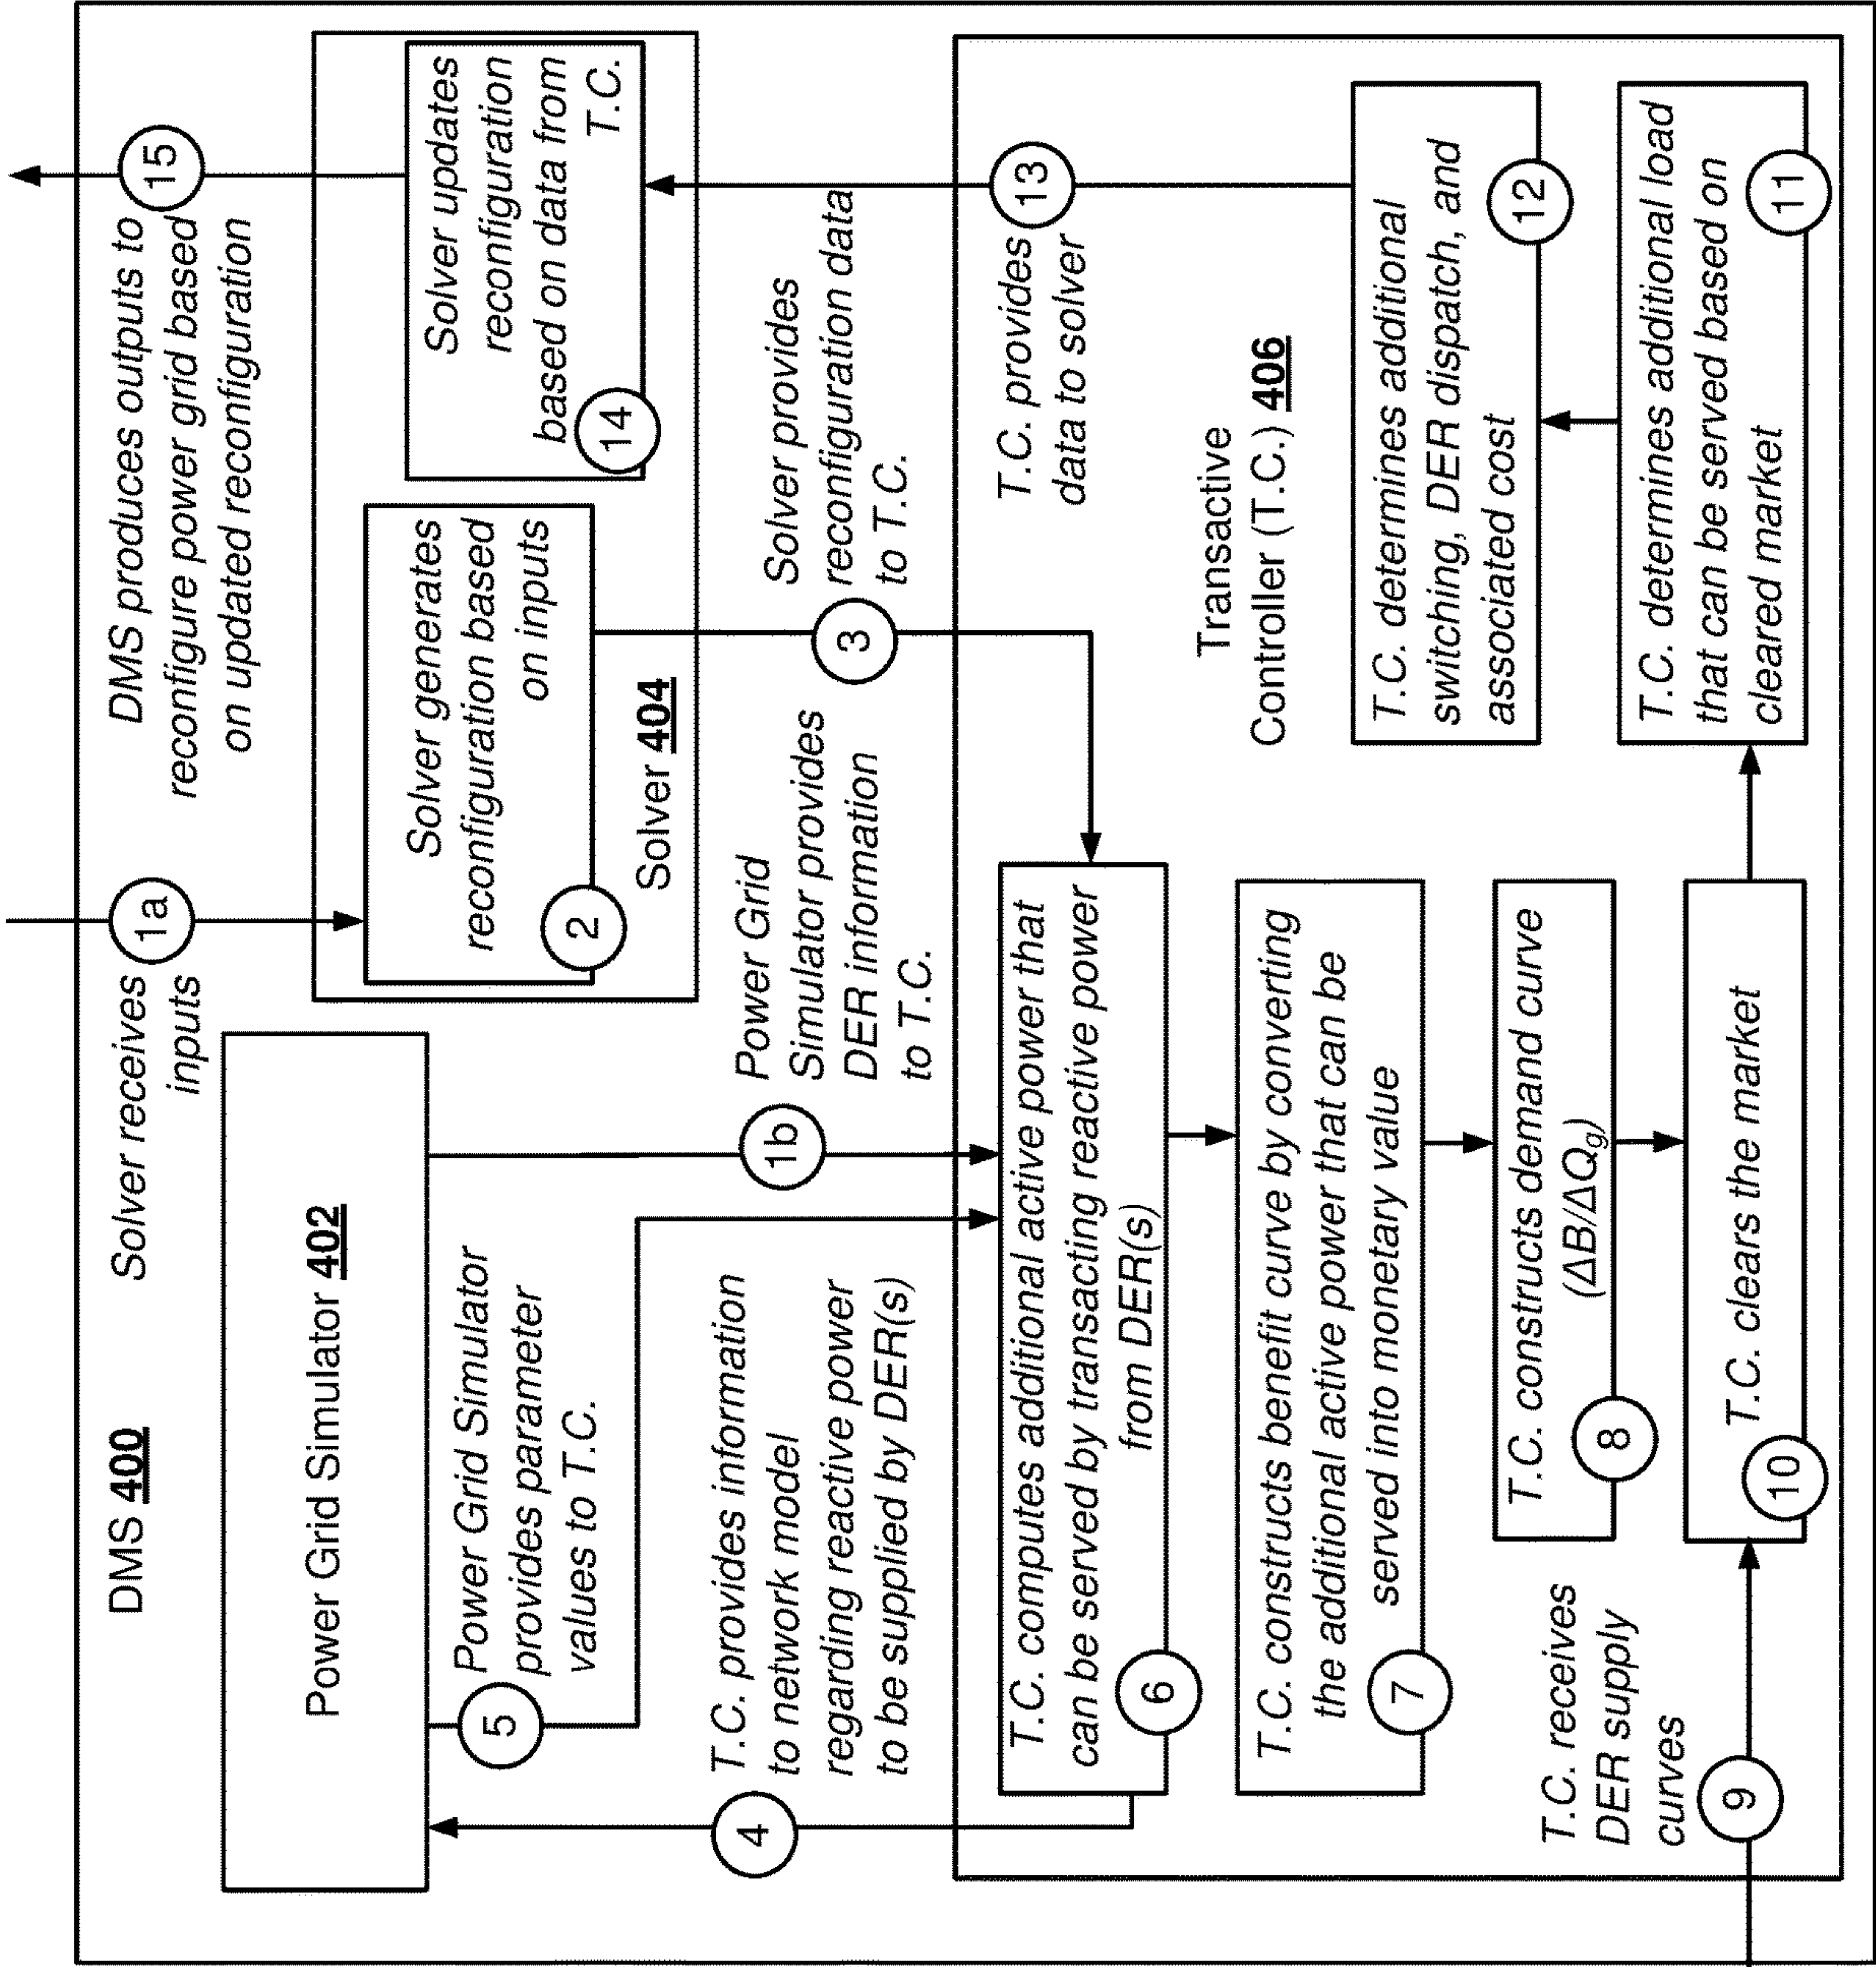 DMS 400
Solver receives
inputs
1a
DMS produces outputs to
reconfigure power grid based
on updated reconfiguration
15
Power Grid Simulator 402
Solver generates
reconfiguration based
on inputs
2
Solver 404
Solver updates
reconfiguration
based on data from
T.C.
14
5
Power Grid Simulator
provides parameter
values to T.C.
4
T.C. provides information
to network model
regarding reactive power
to be supplied by DER(s)
1b
Power Grid
Simulator provides
DER information
to T.C.
3
Solver provides
reconfiguration data
to T.C.
T.C. provides
data to solver
13
Transactive
Controller (T.C.) 406
T.C. computes additional active power that
can be served by transacting reactive power
from DER(s)
6
T.C. constructs benefit curve by converting
the additional active power that can be
served into monetary value
7
T.C. constructs demand curve
(ΔB/ΔQg)
8
T.C. receives
DER supply
curves
9
T.C. clears the market
10
T.C. determines additional
switching, DER dispatch, and
associated cost
12
T.C. determines additional load
that can be served based on
cleared market
11